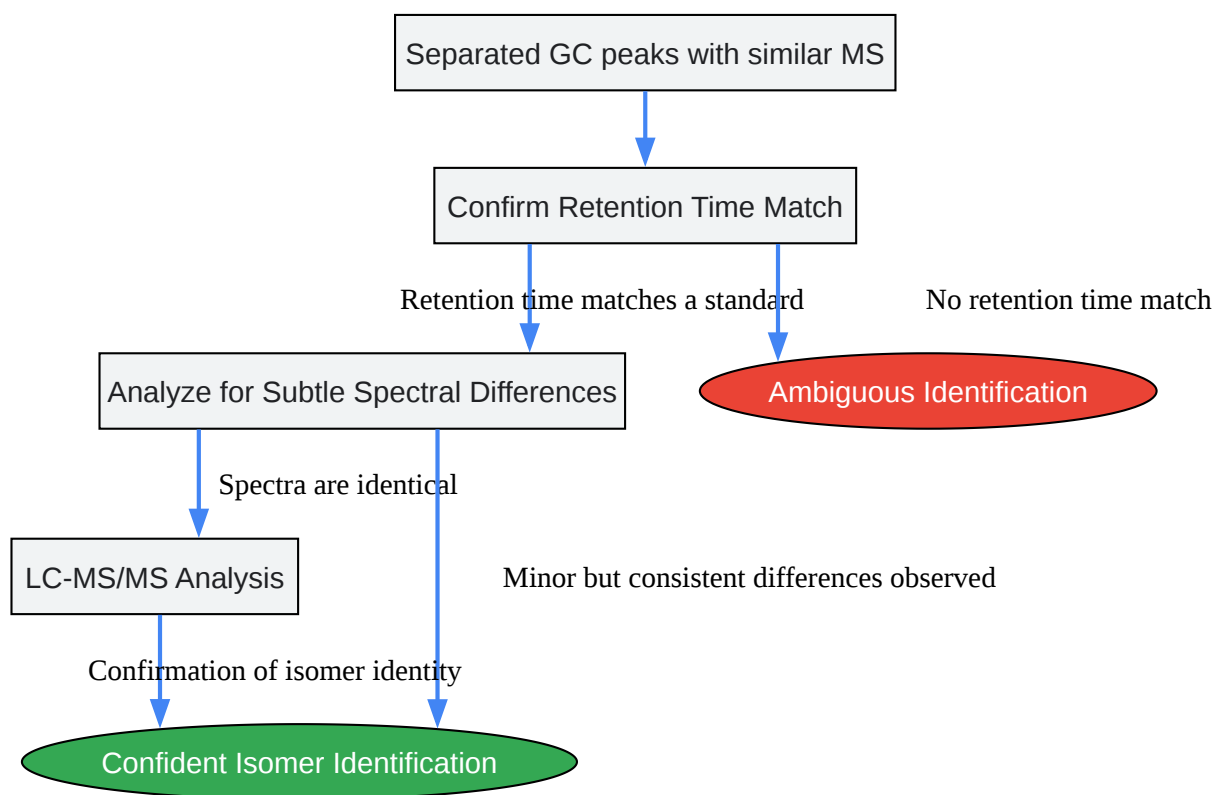 Separated GC peaks with similar MS
Confirm Retention Time Match
Retention time matches a standard
No retention time match
Analyze for Subtle Spectral Differences
Ambiguous Identification
Spectra are identical
LC-MS/MS Analysis
Minor but consistent differences observed
Confirmation of isomer identity
Confident Isomer Identification